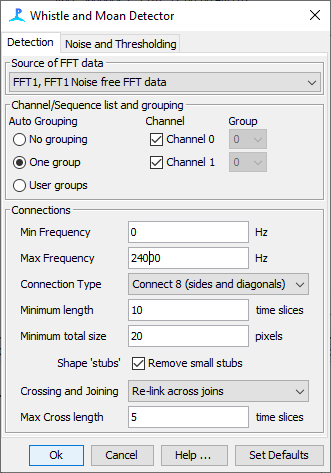 Whistle and Moan Detector
Detection Noise and Thresholding
Source of FFT data
FFT1, FFT1 Noise free FFT data
Channel/Sequence list and grouping
Auto Grouping Channel Group
No grouping Channel 0 0
One group Channel 1 0
User groups
Connections
Min Frequency 0 Hz
Max Frequency 24000 Hz
Connection Type Connect 8 (sides and diagonals)
Minimum length 10 time slices
Minimum total size 20 pixels
Shape 'stubs' Remove small stubs
Crossing and Joining Re-link across joins
Max Cross length 5 time slices
Ok Cancel Help ... Set Defaults